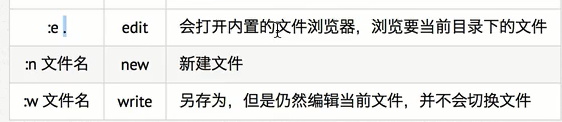 :e . edit 会打开内置的文件浏览器，浏览要当前目录下的文件
:n 文件名 new 新建文件
:w 文件名 write 另存为，但是仍然编辑当前文件，并不会切换文件